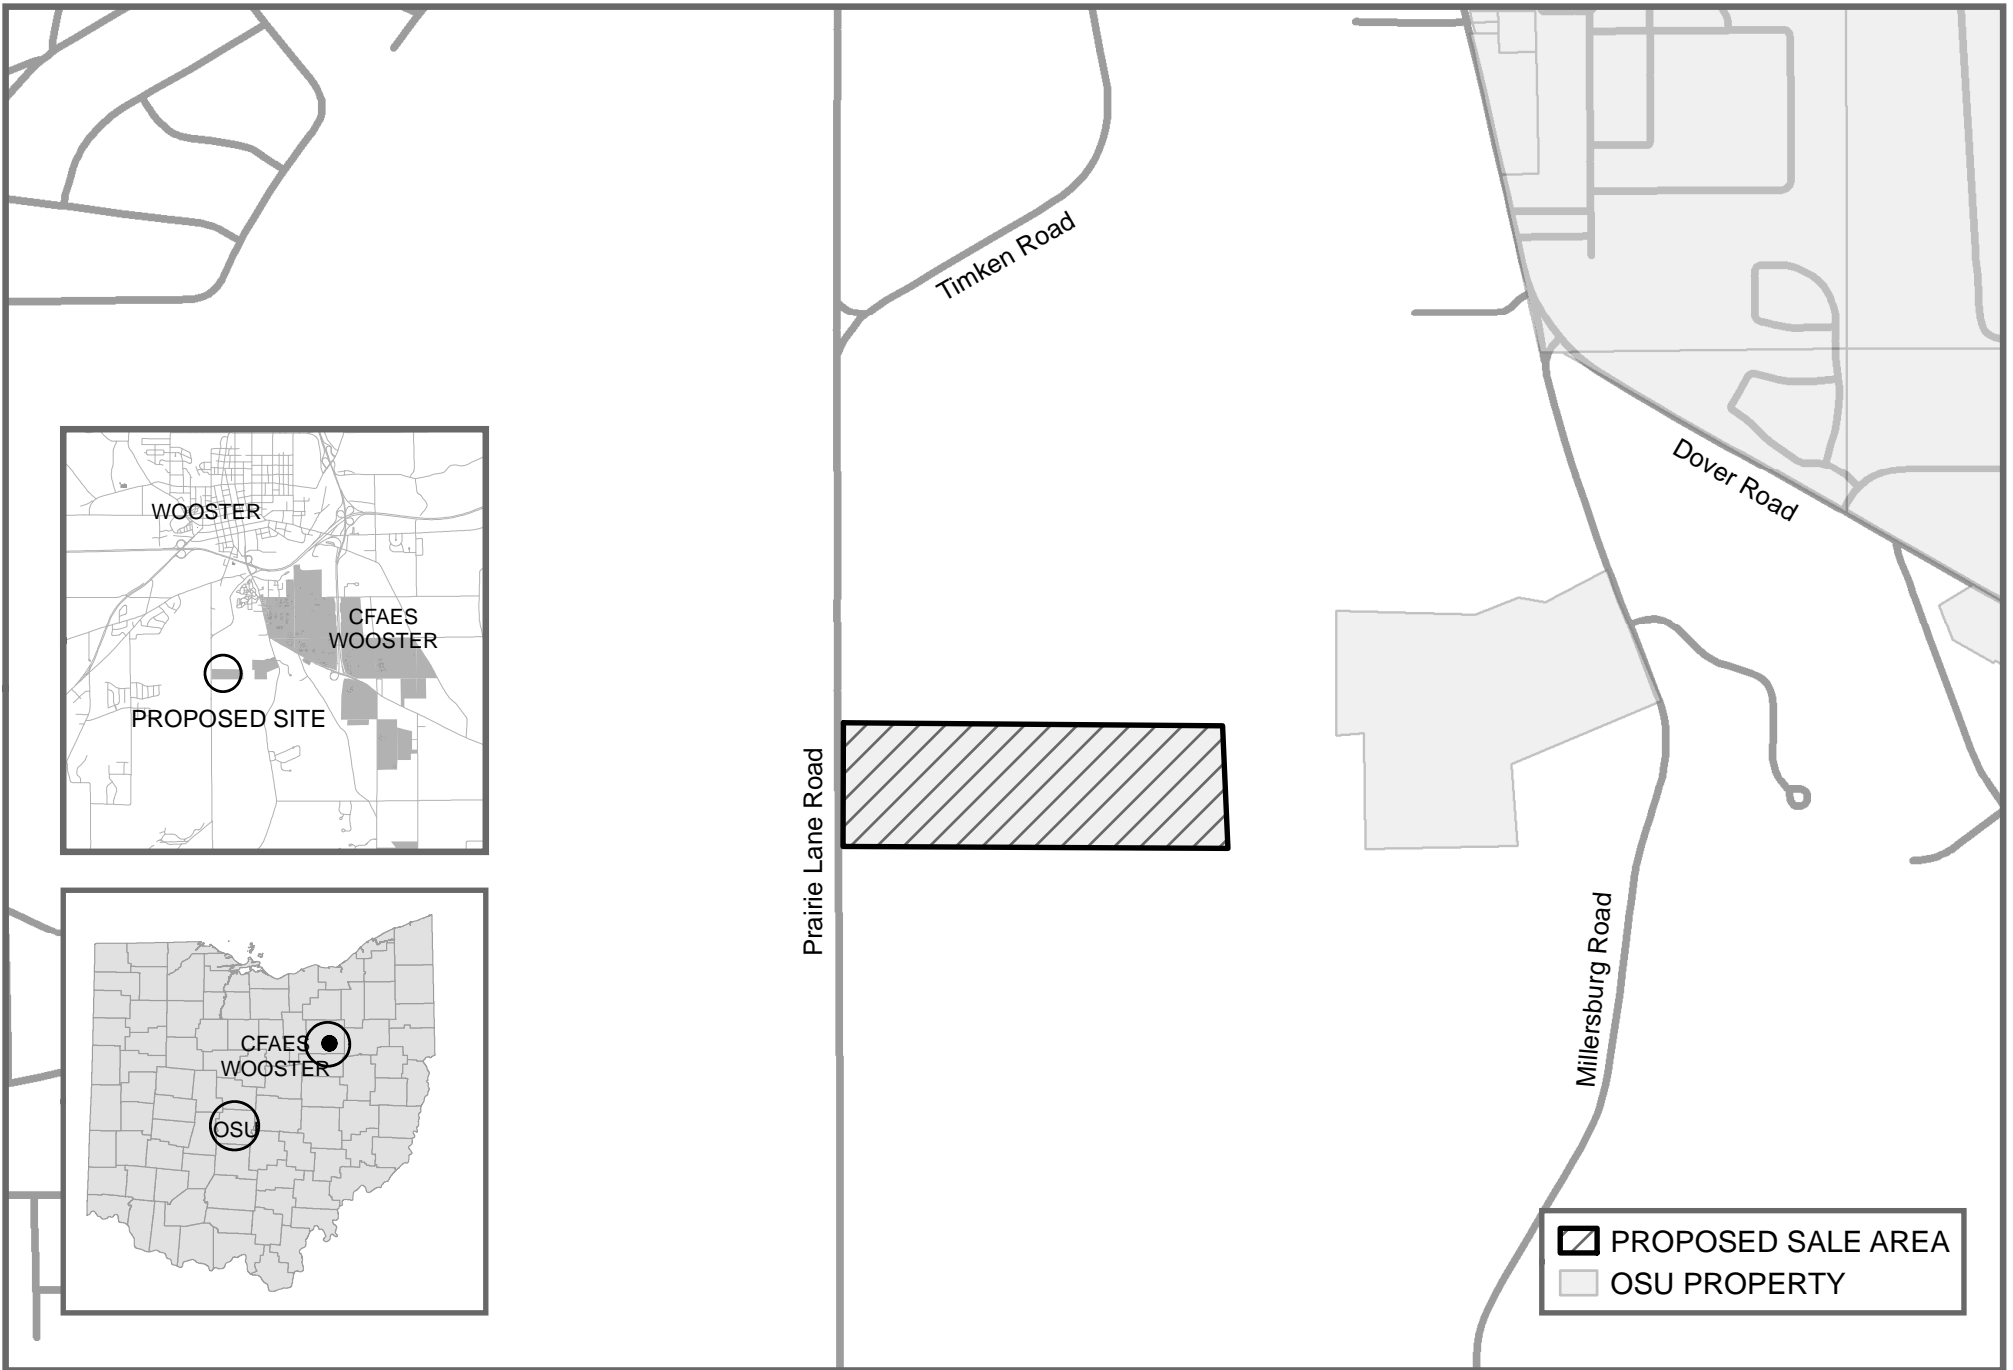 Timken Road
Dover Road
WOOSTER
CFAES
WOOSTER
PROPOSED SITE
Prairie Lane Road
Millersburg Road
CFAES
WOOSTER
OSU
PROPOSED SALE AREA
OSU PROPERTY